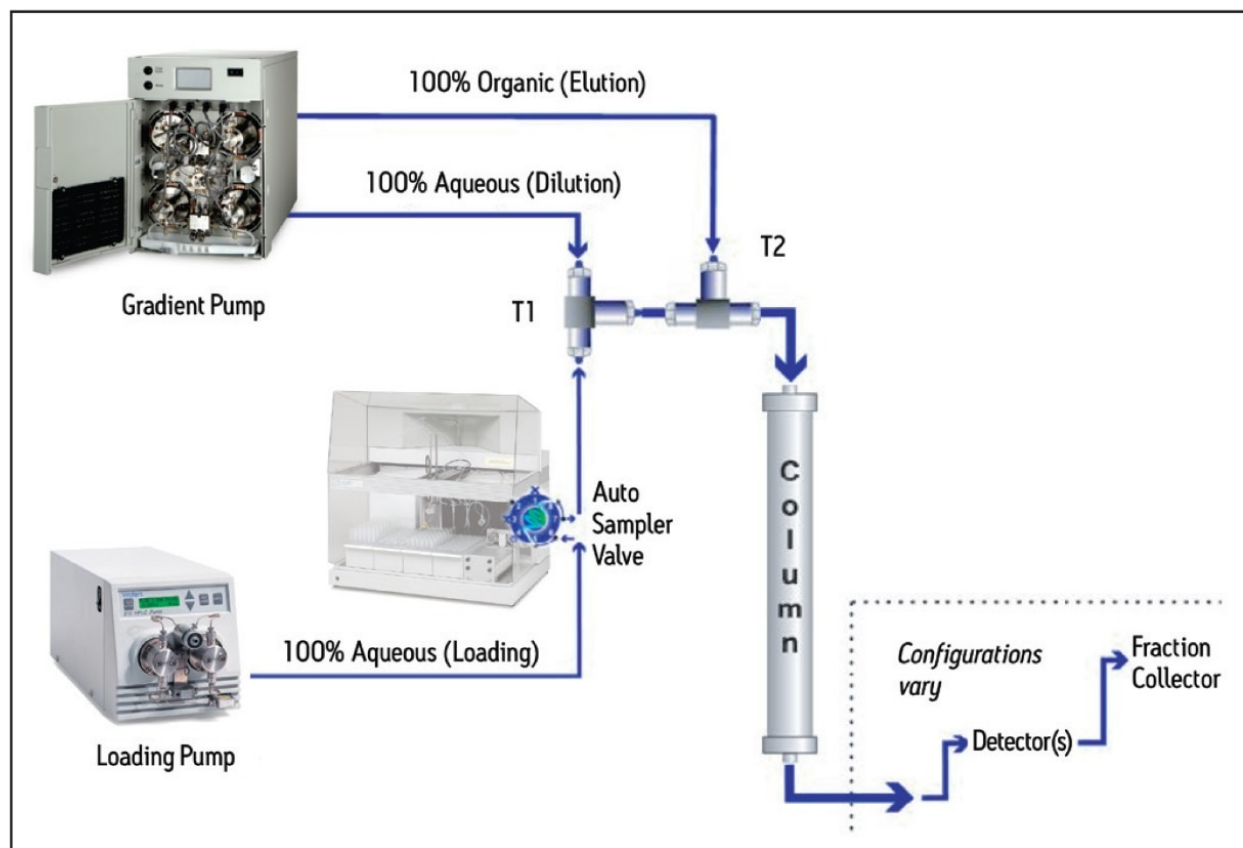 100% Organic (Elution)
100% Aqueous (Dilution)
Gradient Pump
T2
T1
Auto
Sampler
Valve
100% Aqueous (Loading)
Loading Pump
Column
Configurations
vary
Detector(s)
Fraction
Collector